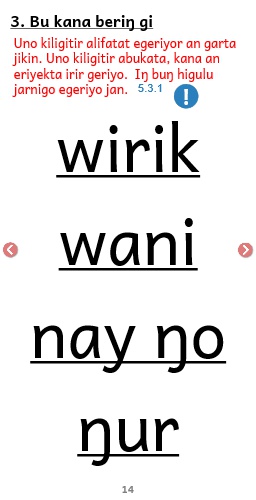 3. Bu kana beriŋ gi
Uno kiligitir alifatat egeriyor an garta
jikin. Uno kiligitir abukata, kana an
eriyekta irir geriyo. Iŋ buŋ higulu
jarnigo egeriyo jan. 5.3.1 !
wirik
wani
nay ŋo
ŋur
14